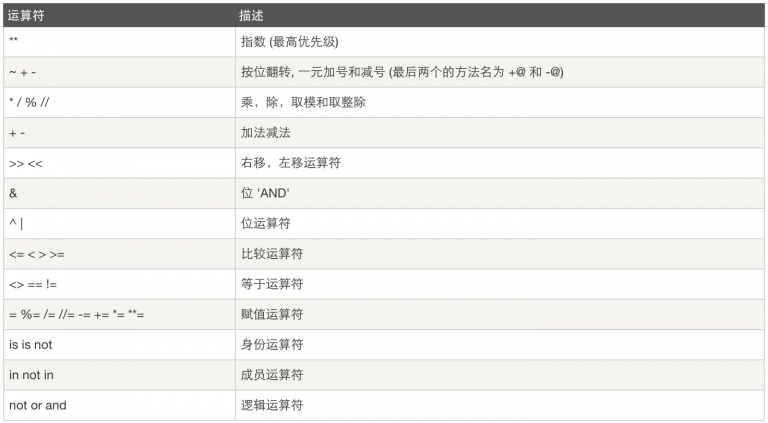 运算符 描述
** 指数 (最高优先级)
~ + - 按位翻转, 一元加号和减号 (最后两个的方法名为 +@ 和 -@)
* / % // 乘，除，取模和取整除
+ - 加法减法
>> << 右移，左移运算符
& 位 'AND'
^ | 位运算符
<= < > >= 比较运算符
<> == != 等于运算符
= %= /= //= -= += *= **= 赋值运算符
is is not 身份运算符
in not in 成员运算符
not or and 逻辑运算符